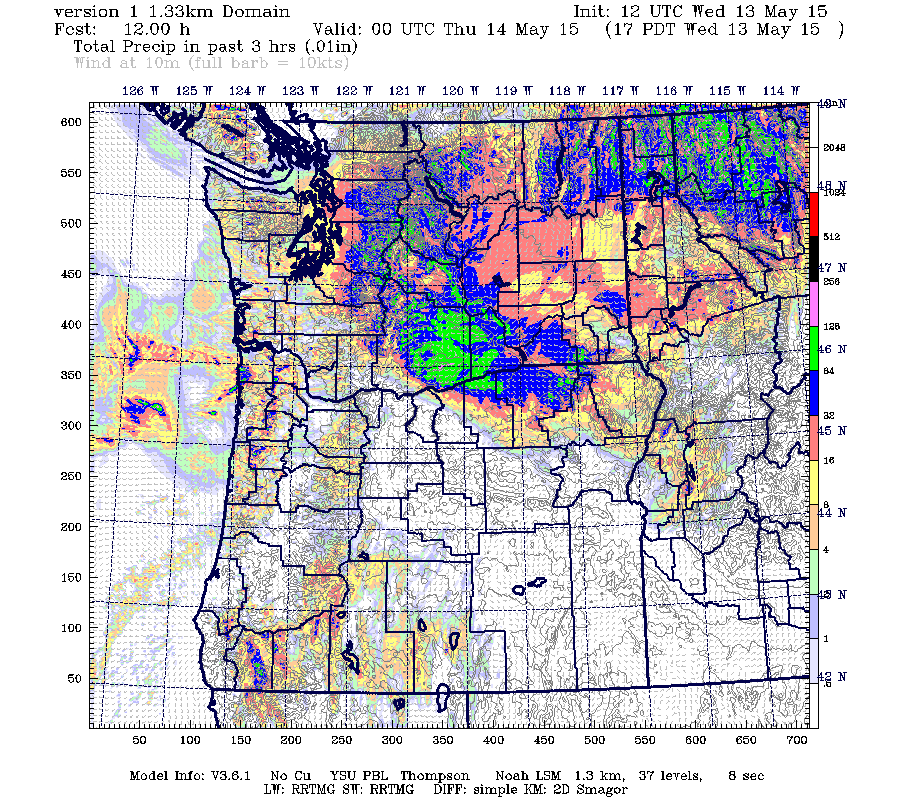 version 1 1.33km Domain Init: 12 UTC Wed 13 May 15
Fcst: 12.00 h Valid: 00 UTC Thu 14 May 15 (17 PDT Wed 13 May 15 )
Total Precip in past 3 hrs (.01in)
Wind at 10m (full barb = 10kts)
126 W 125 W 124 W 123 W 122 W 121 W 120 W 119 W 118 W 117 W 116 W 115 W 114 W
600
2048
550
1024
500
512
450
47 N
256
400
128
46 N
350
64
32
300
45 N
16
250
8
44 N
200
4
150
100
1
50
42 N
50 100 150 200 250 300 350 400 450 500 550 600 650 700
Model Info: V3.6.1 No Cu YSU PBL Thompson Noah LSM 1.3 km, 37 levels, 8 sec
LW: RRTMG SW: RRTMG DIFF: simple KM: 2D Smagor